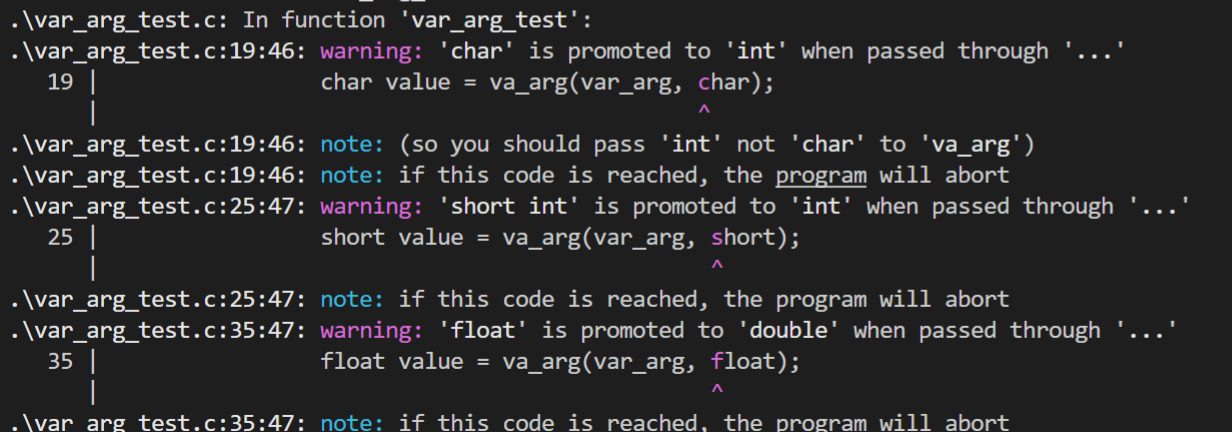 .\var_arg_test.c: In function 'var_arg_test':
.\var_arg_test.c:19:46: warning: 'char' is promoted to 'int' when passed through '...'
   19 |                 char value = va_arg(var_arg, char);
      |                                              ^
.\var_arg_test.c:19:46: note: (so you should pass 'int' not 'char' to 'va_arg')
.\var_arg_test.c:19:46: note: if this code is reached, the program will abort
.\var_arg_test.c:25:47: warning: 'short int' is promoted to 'int' when passed through '...'
   25 |                 short value = va_arg(var_arg, short);
      |                                               ^
.\var_arg_test.c:25:47: note: if this code is reached, the program will abort
.\var_arg_test.c:35:47: warning: 'float' is promoted to 'double' when passed through '...'
   35 |                 float value = va_arg(var_arg, float);
      |                                               ^
.\var_arg_test.c:35:47: note: if this code is reached, the program will abort